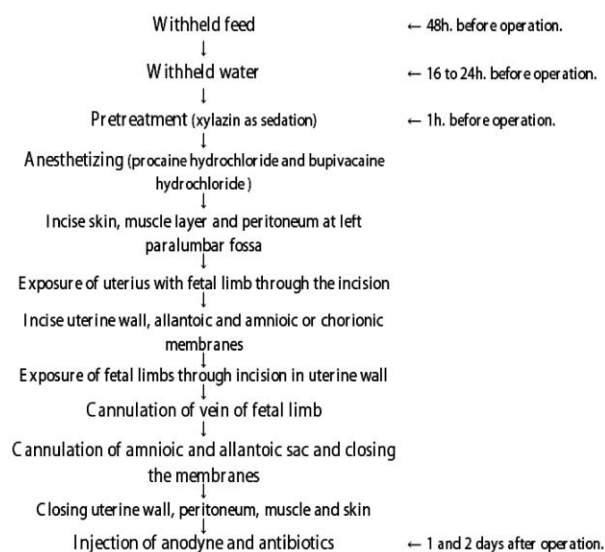 Withheld feed ← 48h. before operation.
↓
Withheld water ← 16 to 24h. before operation.
↓
Pretreatment (xylazin as sedation) ← 1h. before operation.
↓
Anesthetizing (procaine hydrochloride and bupivacaine
hydrochloride)
↓
Incise skin, muscle layer and peritoneum at left
paralumbar fossa
↓
Exposure of uterius with fetal limb through the incision
↓
Incise uterine wall, allantoic and amnioic or chorionic
membranes
↓
Exposure of fetal limbs through incision in uterine wall
↓
Cannulation of vein of fetal limb
↓
Cannulation of amnioic and allantoic sac and closing
the membranes
↓
Closing uterine wall, peritoneum, muscle and skin
↓
Injection of anodyne and antibiotics ← 1 and 2 days after operation.